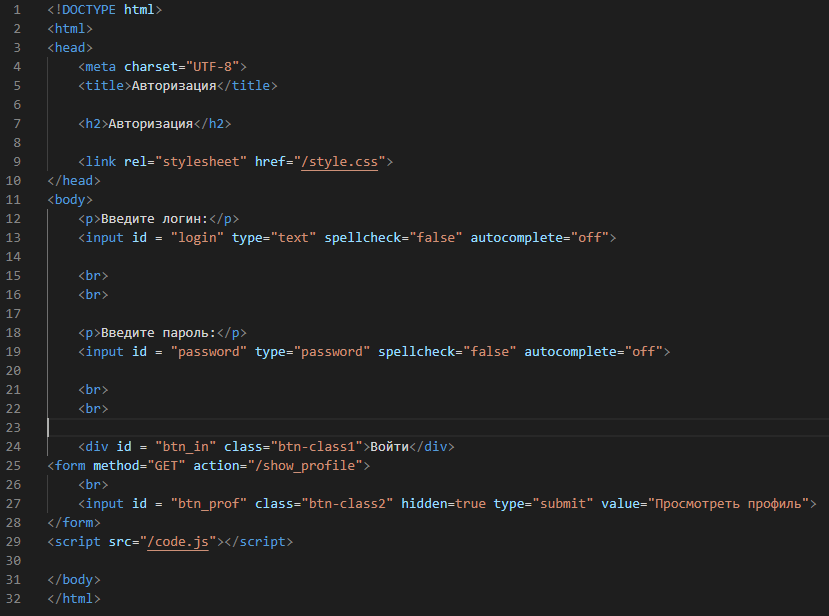 1 <!DOCTYPE html>
2 <html>
3 <head>
4     <meta charset="UTF-8">
5     <title>Авторизация</title>
6
7     <h2>Авторизация</h2>
8
9     <link rel="stylesheet" href="/style.css">
10 </head>
11 <body>
12     <p>Введите логин:</p>
13     <input id = "login" type="text" spellcheck="false" autocomplete="off">
14
15     <br>
16     <br>
17
18     <p>Введите пароль:</p>
19     <input id = "password" type="password" spellcheck="false" autocomplete="off">
20
21     <br>
22     <br>
23
24     <div id = "btn_in" class="btn-class1">Войти</div>
25 <form method="GET" action="/show_profile">
26     <br>
27     <input id = "btn_prof" class="btn-class2" hidden=true type="submit" value="Просмотреть профиль">
28 </form>
29 <script src="/code.js"></script>
30
31 </body>
32 </html>